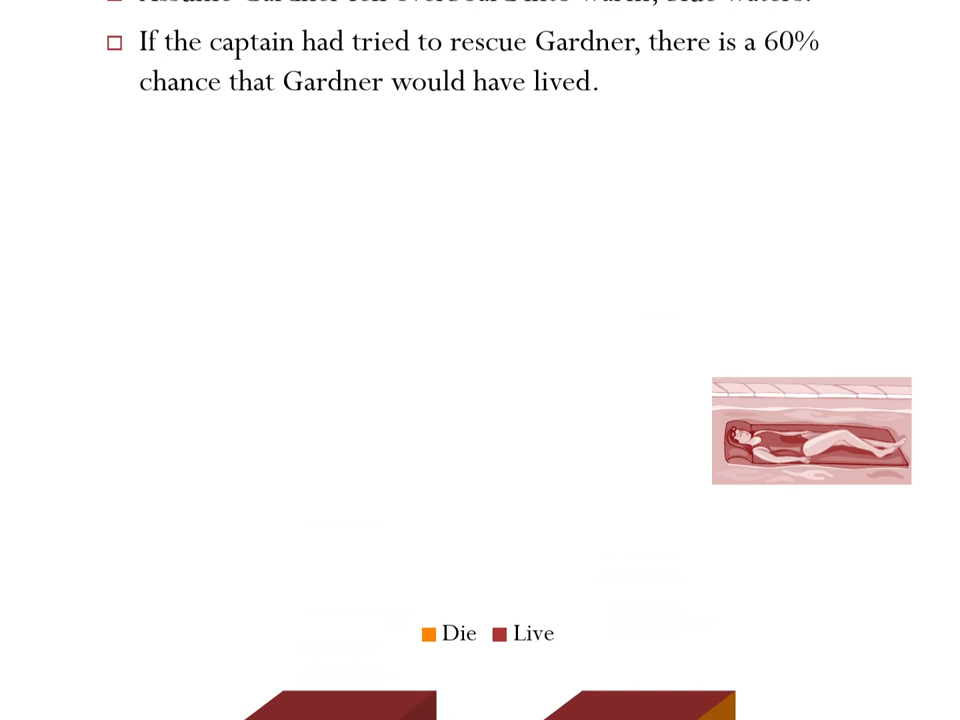 If the captain had tried to rescue Gardner, there is a 60%
chance that Gardner would have lived.
Die Live